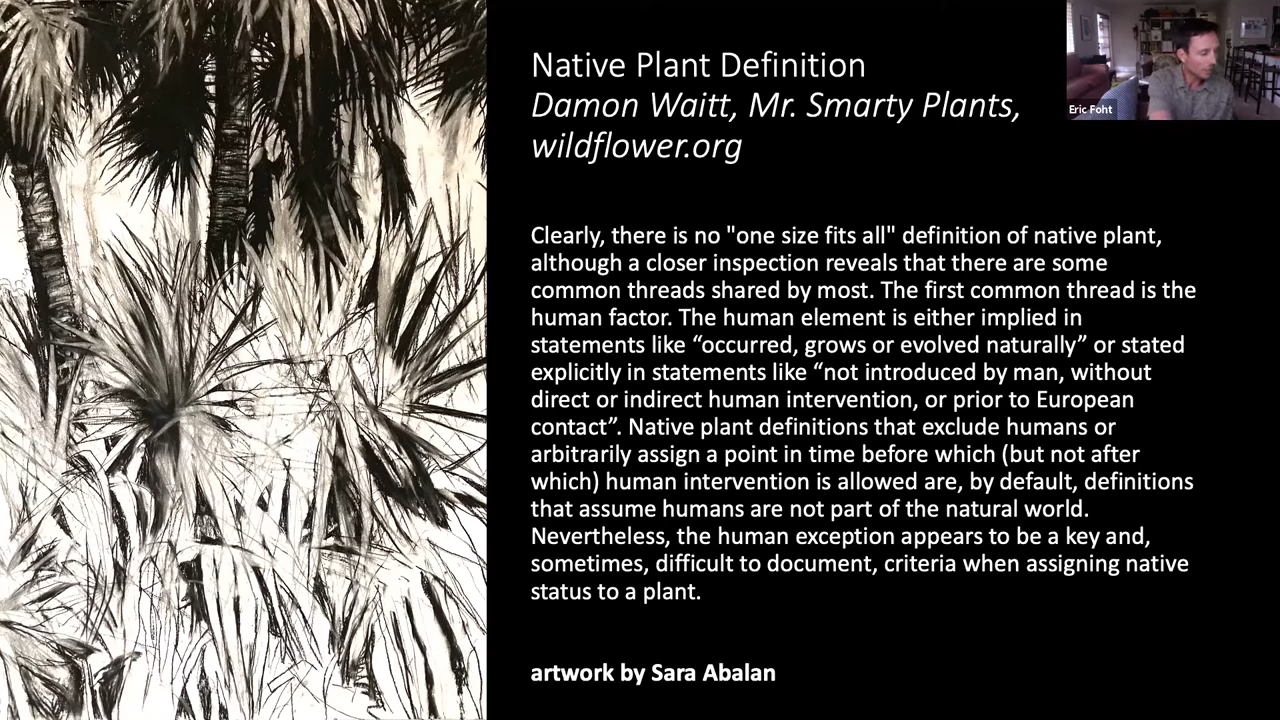 Native Plant Definition
Damon Waitt, Mr. Smarty Plants,
wildflower.org
Eric Foht
Clearly, there is no "one size fits all" definition of native plant,
although a closer inspection reveals that there are some
common threads shared by most. The first common thread is the
human factor. The human element is either implied in
statements like “occurred, grows or evolved naturally” or stated
explicitly in statements like “not introduced by man, without
direct or indirect human intervention, or prior to European
contact”. Native plant definitions that exclude humans or
arbitrarily assign a point in time before which (but not after
which) human intervention is allowed are, by default, definitions
that assume humans are not part of the natural world.
Nevertheless, the human exception appears to be a key and,
sometimes, difficult to document, criteria when assigning native
status to a plant.
artwork by Sara Abalan